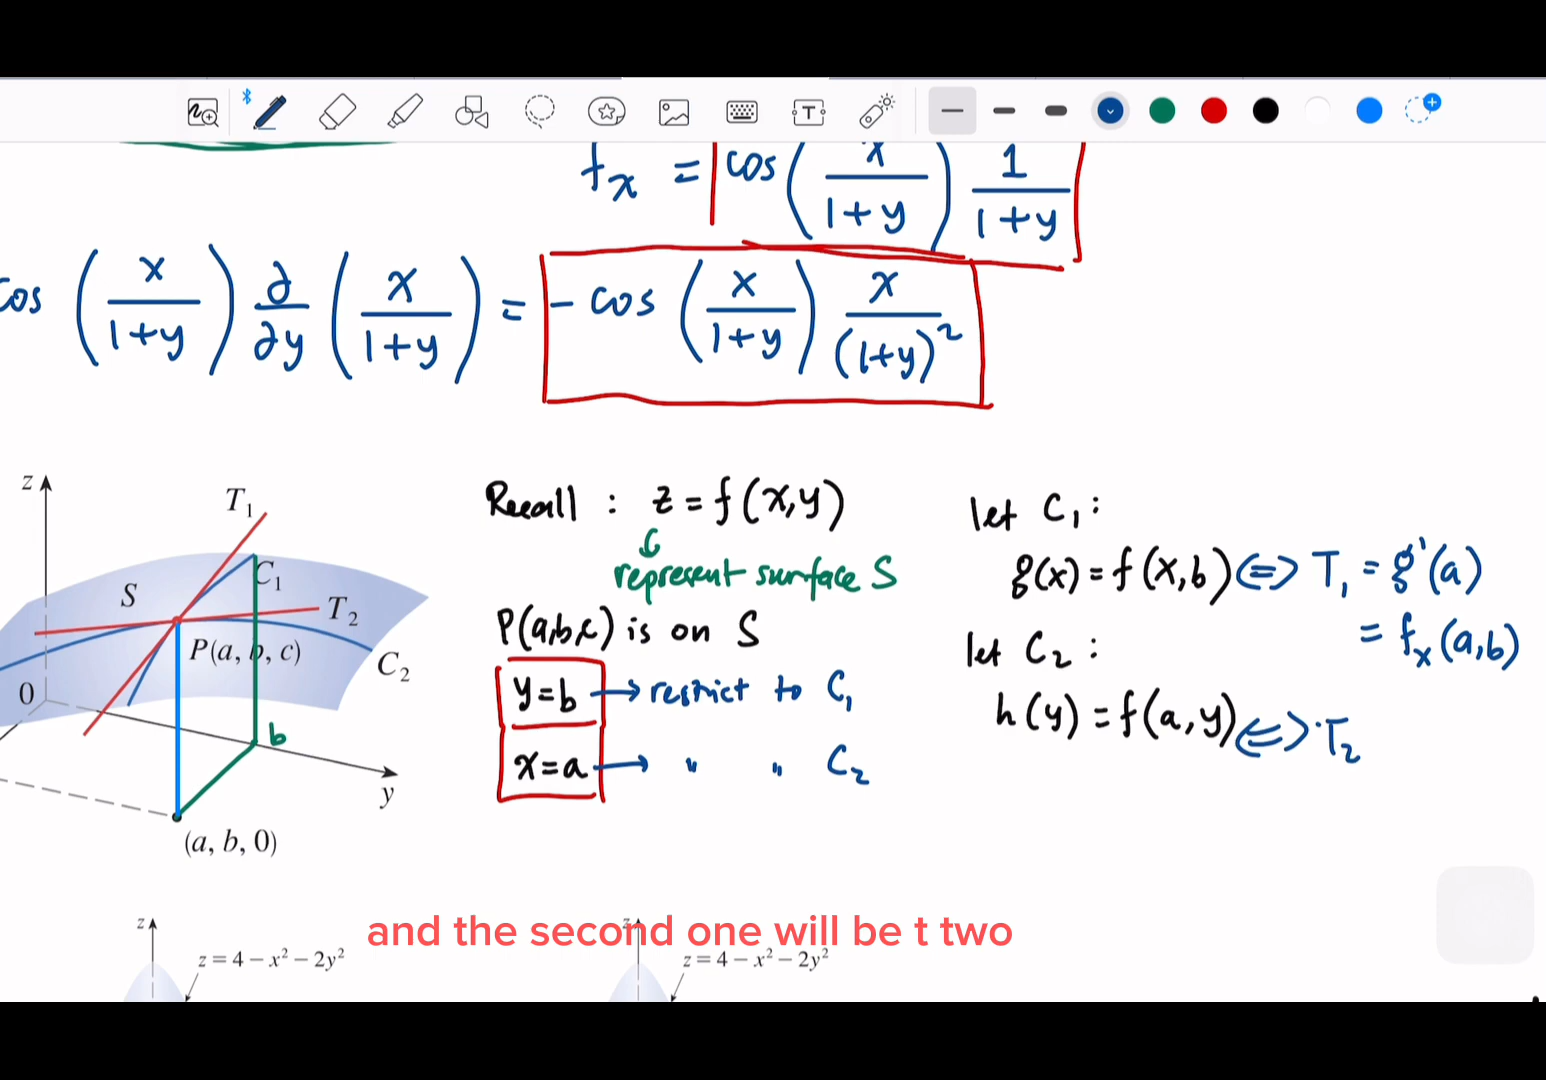 f_x = cos(x/(1+y)) 1/(1+y)
cos(x/(1+y)) ∂/∂y (x/(1+y)) = -cos(x/(1+y)) x/(1+y)²
z
T₁
S
C₁
T₂
P(a, b, c)
C₂
0
b
y
(a, b, 0)
Recall : z = f(x,y)
represent surface S
P(a,b,c) is on S
y=b → restrict to C₁
x=a → " " C₂
let C₁:
g(x) = f(x,b) <=> T₁ = g'(a)
= f_x(a,b)
let C₂ :
h(y) = f(a,y) <=> T₂
and the second one will be t two
z
z = 4 – x² – 2y²
z
z = 4 – x² – 2y²